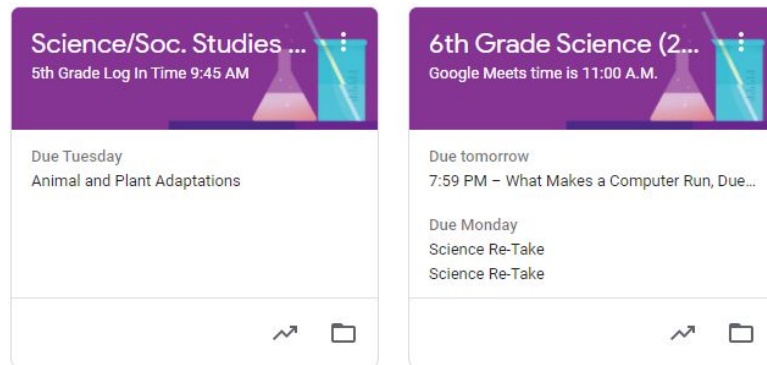 Science/Soc. Studies ...
5th Grade Log In Time 9:45 AM
Due Tuesday
Animal and Plant Adaptations
6th Grade Science (2...
Google Meets time is 11:00 A.M.
Due tomorrow
7:59 PM – What Makes a Computer Run, Due...
Due Monday
Science Re-Take
Science Re-Take